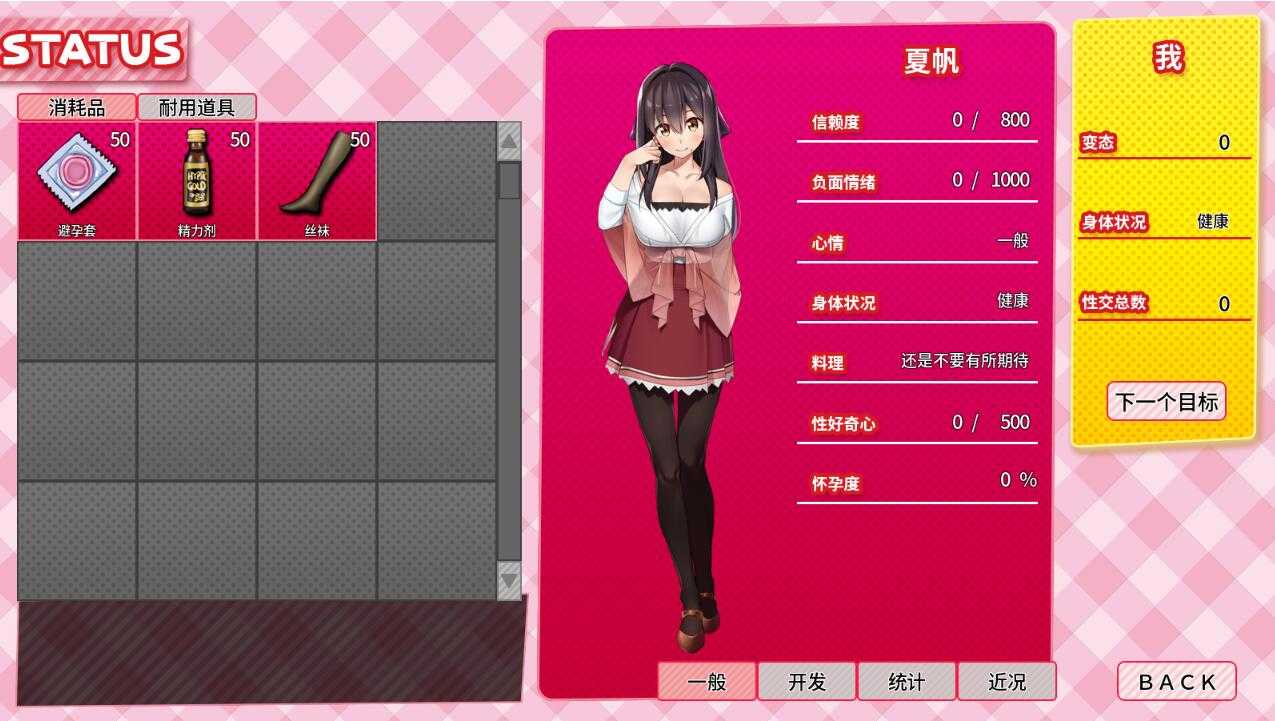 STATUS
消耗品
耐用道具
50
50
50
HYPER
GOLD
避孕套
精力剂
丝袜
夏帆
信赖度 0 / 800
负面情绪 0 / 1000
心情 一般
身体状况 健康
料理 还是不要有所期待
性好奇心 0 / 500
怀孕度 0 %
一般
开发
统计
近况
我
变态 0
身体状况 健康
性交总数 0
下一个目标
BACK